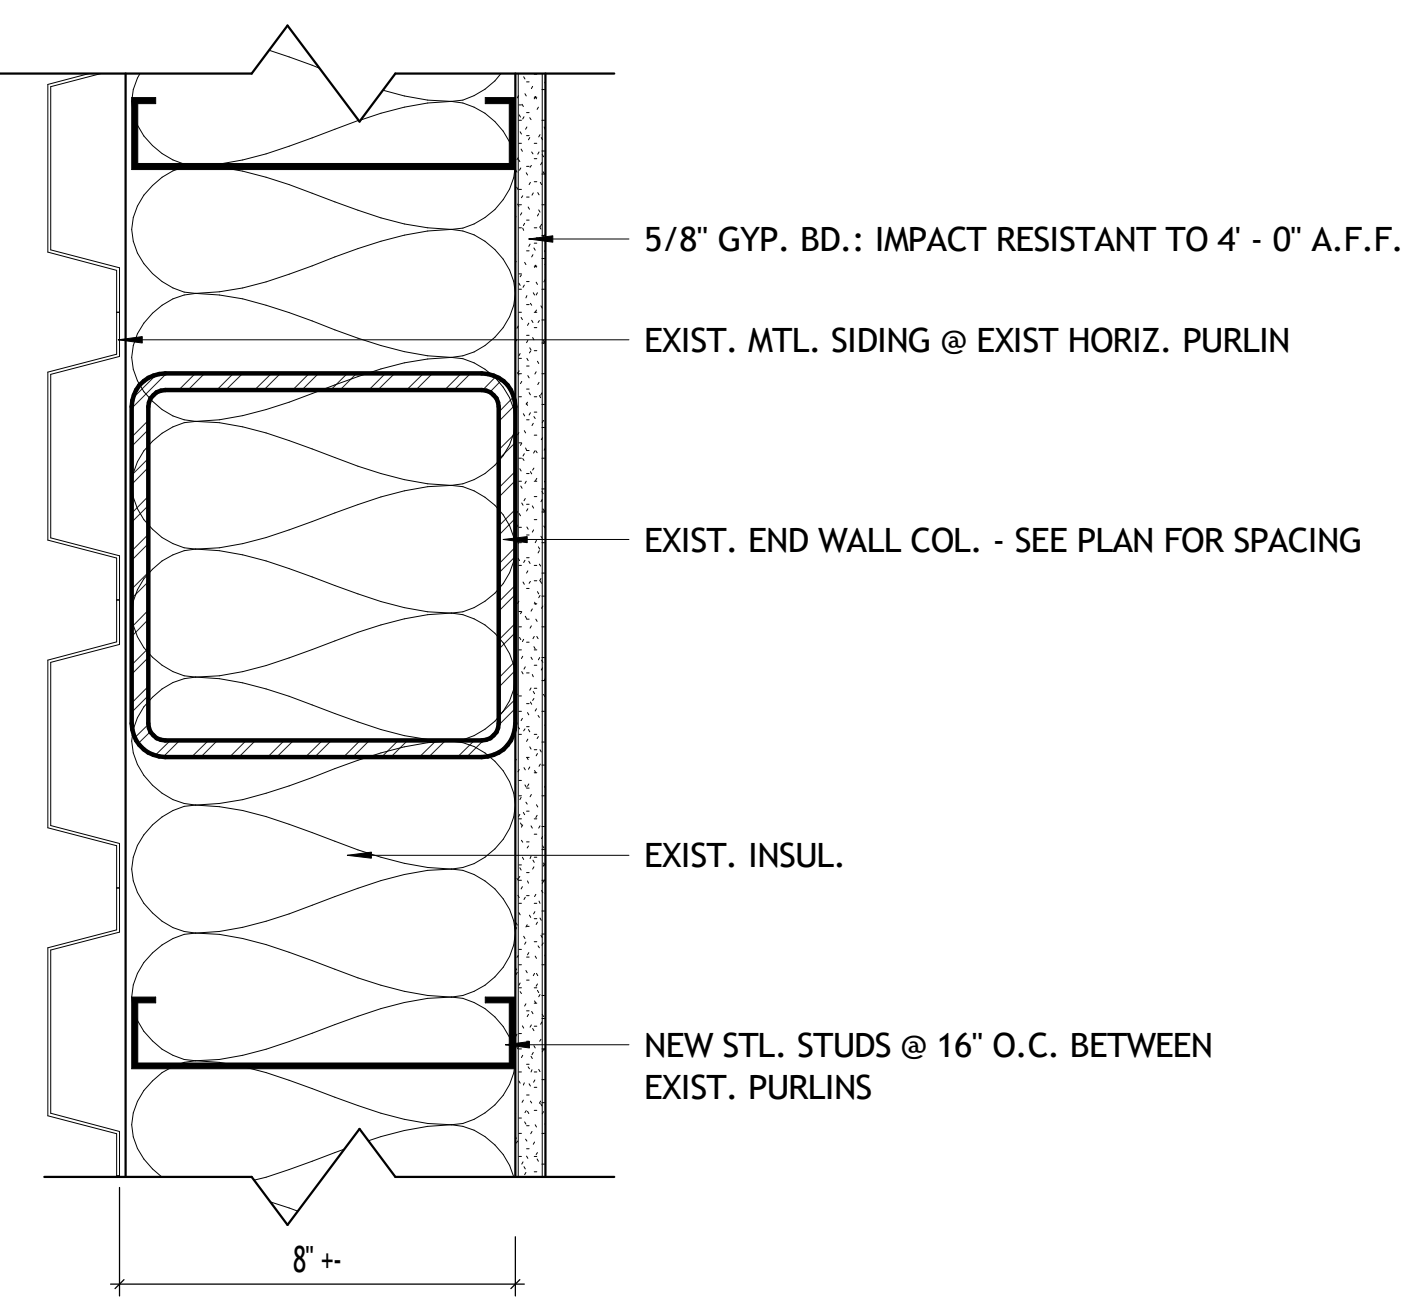 5/8" GYP. BD.: IMPACT RESISTANT TO 4' - 0" A.F.F.
EXIST. MTL. SIDING @ EXIST HORIZ. PURLIN
EXIST. END WALL COL. - SEE PLAN FOR SPACING
EXIST. INSUL.
NEW STL. STUDS @ 16" O.C. BETWEEN
EXIST. PURLINS
8" +-